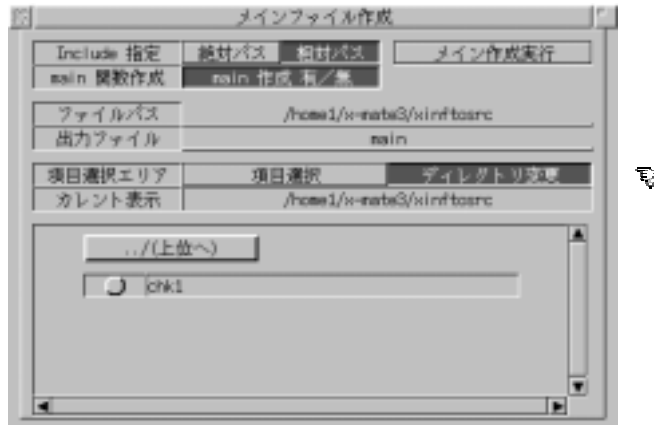 メインファイル作成
Include 指定 絶対パス 相対パス メイン作成実行
main 関数作成 main 作成 有／無
ファイルパス /home1/x-mate3/xinftosrc
出力ファイル main
項目選択エリア 項目選択 ディレクトリ変更
カレント表示 /home1/x-mate3/xinftosrc
../(上位へ)
chk1